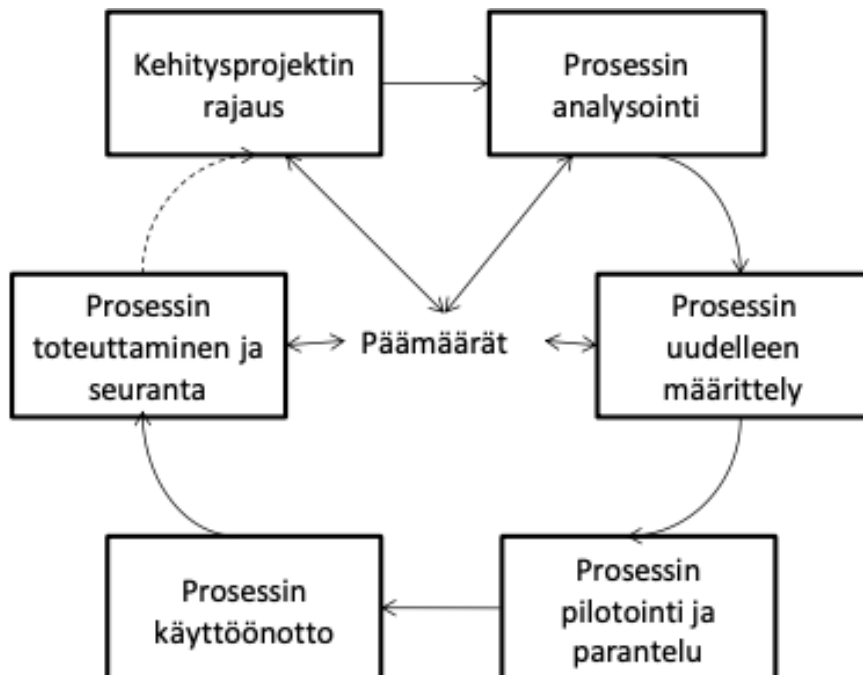 Kehitysprojektin
rajaus
Prosessin
analysointi
Prosessin
toteuttaminen ja
seuranta
Päämäärät
Prosessin
uudelleen
määrittely
Prosessin
käyttöönotto
Prosessin
pilotointi ja
parantelu